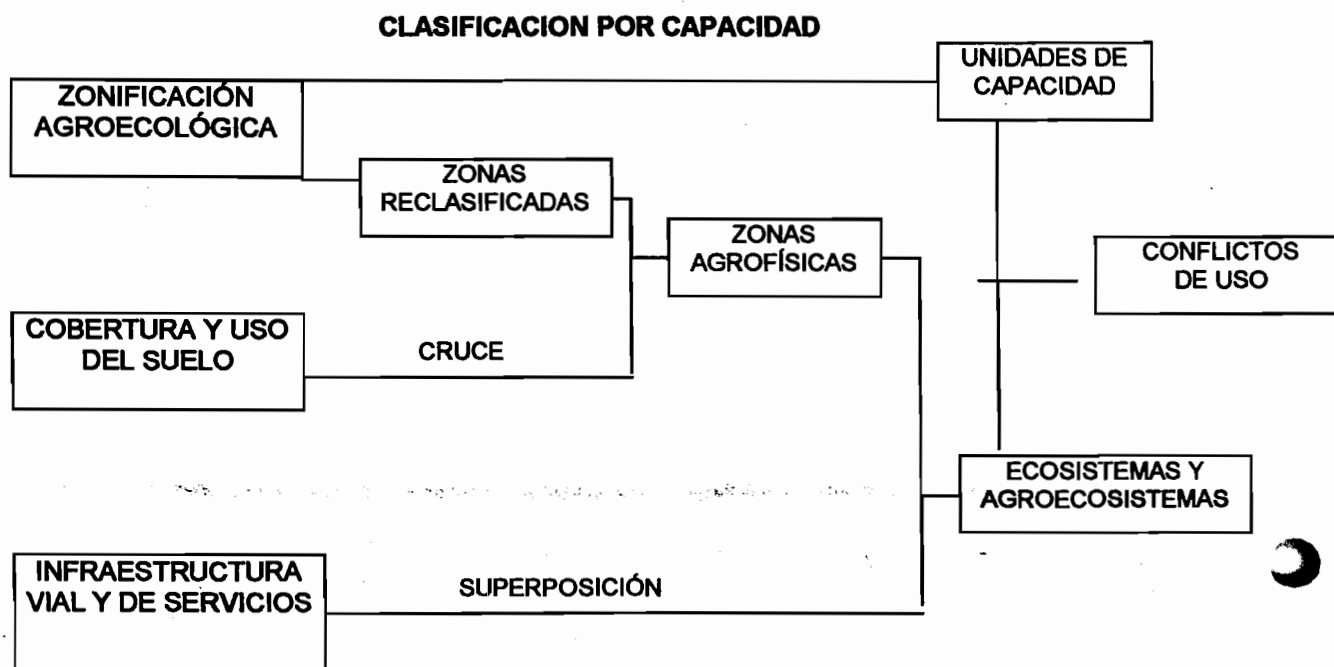 CLASIFICACION POR CAPACIDAD
UNIDADES DE
CAPACIDAD
ZONIFICACIÓN
AGROECOLÓGICA
ZONAS
RECLASIFICADAS
ZONAS
AGROFÍSICAS
CONFLICTOS
DE USO
COBERTURA Y USO
DEL SUELO
CRUCE
ECOSISTEMAS Y
AGROECOSISTEMAS
INFRAESTRUCTURA
VIAL Y DE SERVICIOS
SUPERPOSICIÓN